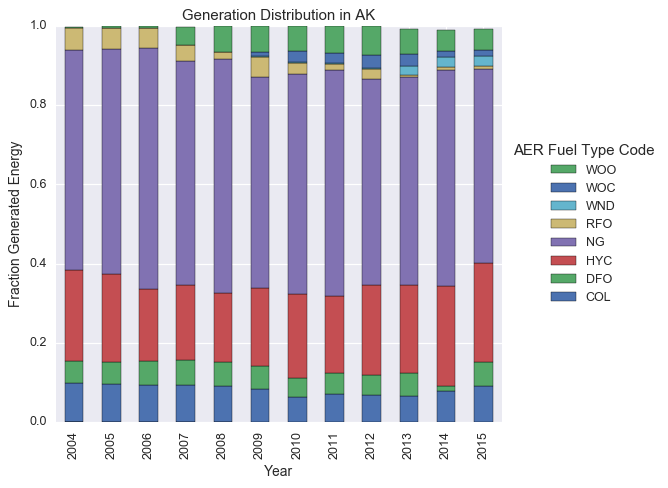 Generation Distribution in AK
1.0
0.8
0.6
0.4
0.2
0.0
Fraction Generated Energy
2004 2005 2006 2007 2008 2009 2010 2011 2012 2013 2014 2015
Year
AER Fuel Type Code
WOO
WOC
WND
RFO
NG
HYC
DFO
COL